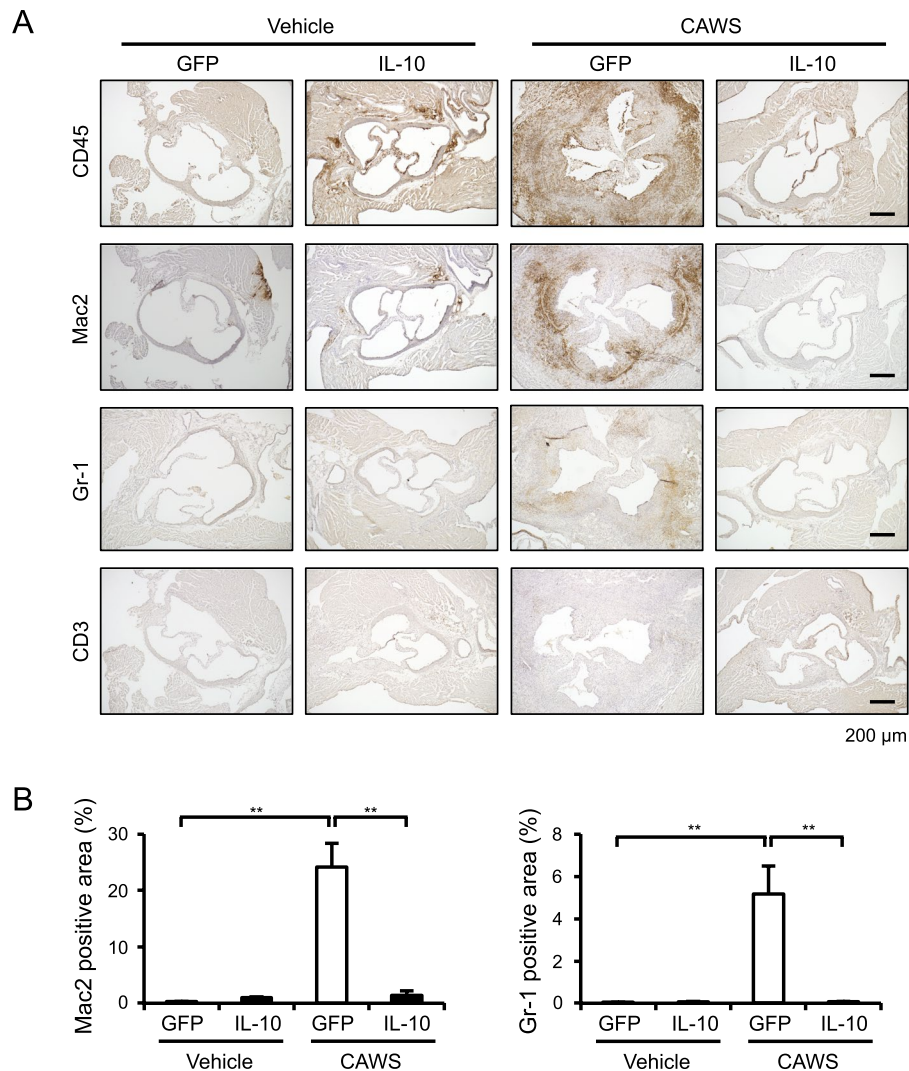 A
Vehicle CAWS
GFP IL-10 GFP IL-10
CD45
Mac2
Gr-1
CD3
200 μm
B
Mac2 positive area (%)
30
20
10
0
** **
GFP IL-10 GFP IL-10
Vehicle CAWS
Gr-1 positive area (%)
8
6
4
2
0
** **
GFP IL-10 GFP IL-10
Vehicle CAWS